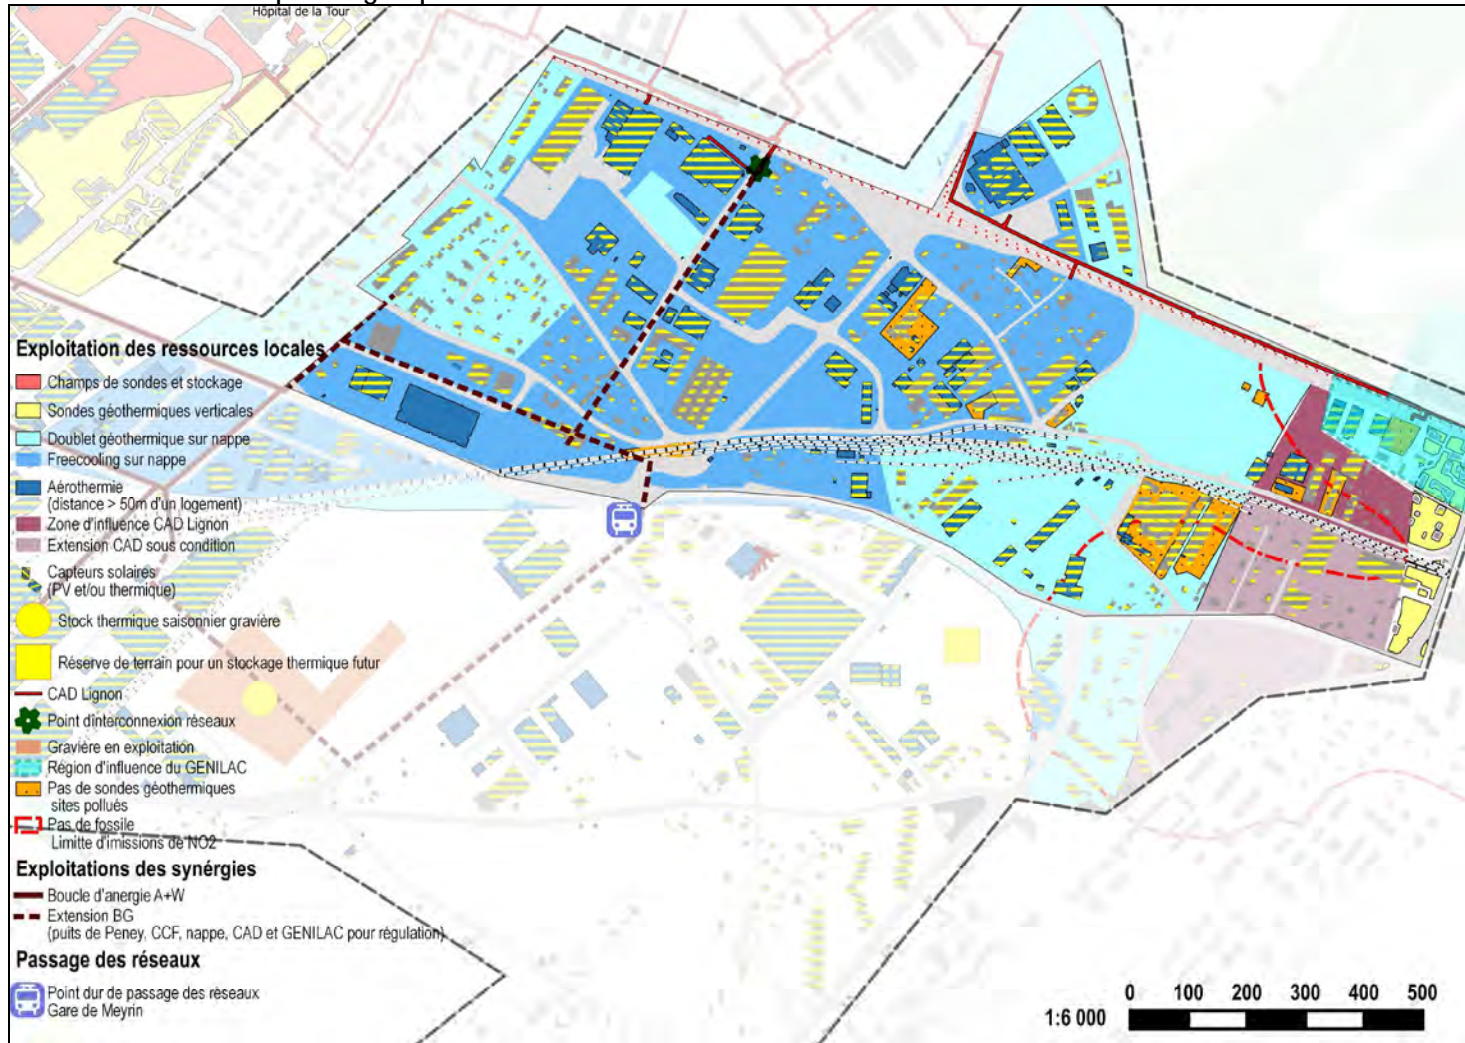 Hôpital de la Tour
Exploitation des ressources locales
Champs de sondes et stockage
Sondes géothermiques verticales
Doublet géothermique sur nappe
Freecooling sur nappe
Aérothermie
(distance > 50m d'un logement)
Zone d'influence CAD Lignon
Extension CAD sous condition
Capteurs solaires
(PV et/ou thermique)
Stock thermique saisonnier gravière
Réserve de terrain pour un stockage thermique futur
CAD Lignon
Point d'interconnexion réseaux
Gravière en exploitation
Région d'influence du GENILAC
Pas de sondes géothermiques
sites pollués
Pas de fossile
Limitte d'imissions de NO2
Exploitations des synérgies
Boucle d'anergie A+W
Extension BG
(puits de Peney, CCF, nappe, CAD et GENILAC pour régulation)
Passage des réseaux
Point dur de passage des réseaux
Gare de Meyrin
1:6 000
0 100 200 300 400 500